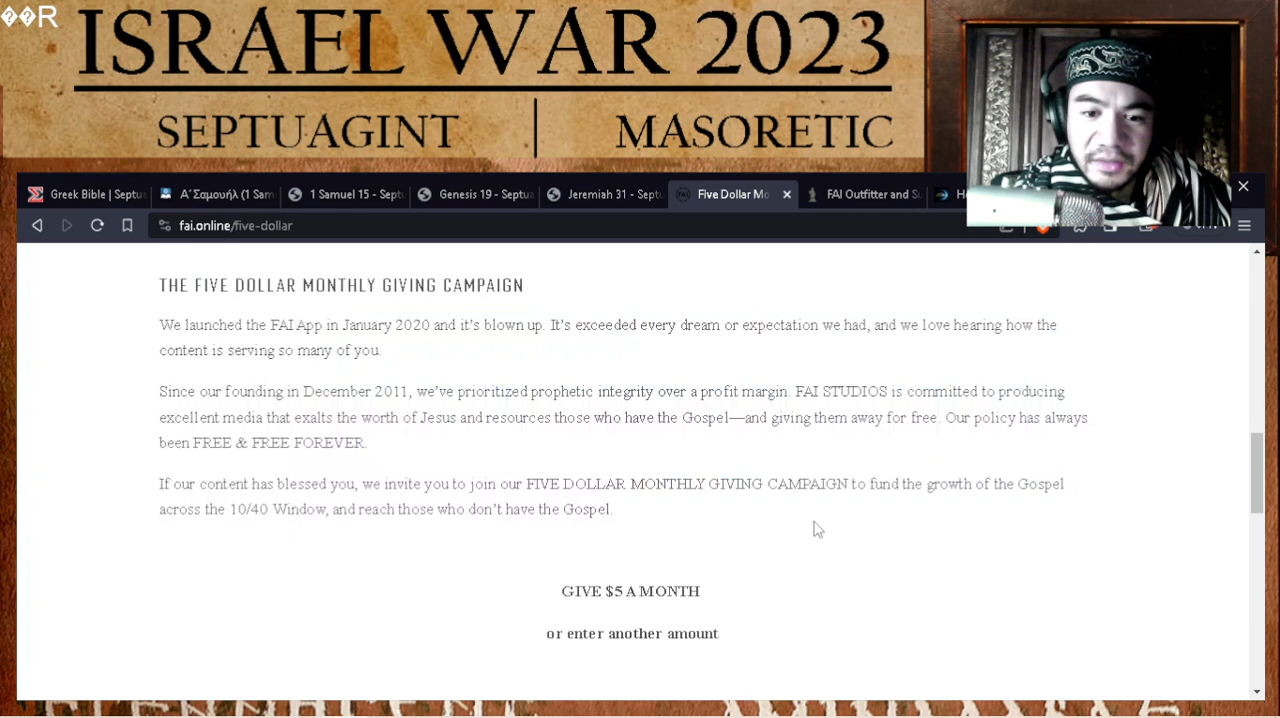 R
ISRAEL WAR 2023
SEPTUAGINT | MASORETIC
Greek Bible | Septu
Α΄Σαμουήλ (1 Sam
1 Samuel 15 - Sept
Genesis 19 - Septua
Jeremiah 31 - Sept
Five Dollar Mo
FAI Outfitter and Su
H
fai.online/five-dollar
THE FIVE DOLLAR MONTHLY GIVING CAMPAIGN
We launched the FAI App in January 2020 and it's blown up. It's exceeded every dream or expectation we had, and we love hearing how the
content is serving so many of you.
Since our founding in December 2011, we've prioritized prophetic integrity over a profit margin. FAI STUDIOS is committed to producing
excellent media that exalts the worth of Jesus and resources those who have the Gospel—and giving them away for free. Our policy has always
been FREE & FREE FOREVER.
If our content has blessed you, we invite you to join our FIVE DOLLAR MONTHLY GIVING CAMPAIGN to fund the growth of the Gospel
across the 10/40 Window, and reach those who don't have the Gospel.
GIVE $5 A MONTH
or enter another amount